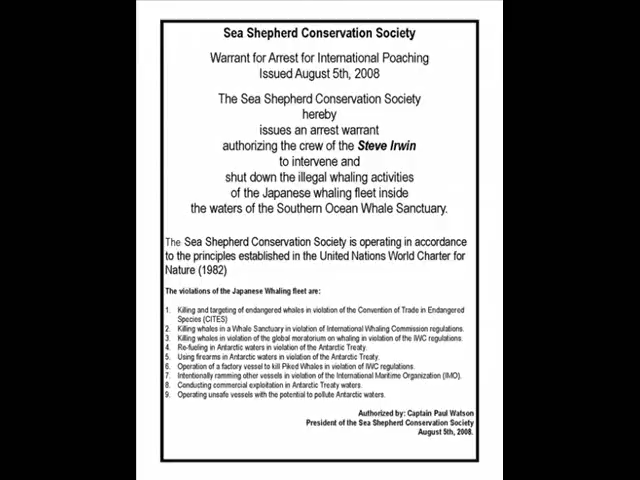 Sea Shepherd Conservation Society
Warrant for Arrest for International Poaching
Issued August 5th, 2008
The Sea Shepherd Conservation Society
hereby
issues an arrest warrant
authorizing the crew of the Steve Irwin
to intervene and
shut down the illegal whaling activities
of the Japanese whaling fleet inside
the waters of the Southern Ocean Whale Sanctuary.
The Sea Shepherd Conservation Society is operating in accordance
to the principles established in the United Nations World Charter for
Nature (1982)
The violations of the Japanese Whaling fleet are:
1. Killing and targeting of endangered whales in violation of the Convention of Trade in Endangered
Species (CITES)
2. Killing whales in a Whale Sanctuary in violation of International Whaling Commission regulations.
3. Killing whales in violation of the global moratorium on whaling in violation of the IWC regulations.
4. Re-fueling in Antarctic waters in violation of the Antarctic Treaty.
5. Using firearms in Antarctic waters in violation of the Antarctic Treaty.
6. Operation of a factory vessel to kill Piked Whales in violation of IWC regulations.
7. Intentionally ramming other vessels in violation of the International Maritime Organization (IMO).
8. Conducting commercial exploitation in Antarctic Treaty waters.
9. Operating unsafe vessels with the potential to pollute Antarctic waters.
Authorized by: Captain Paul Watson
President of the Sea Shepherd Conservation Society
August 5th, 2008.